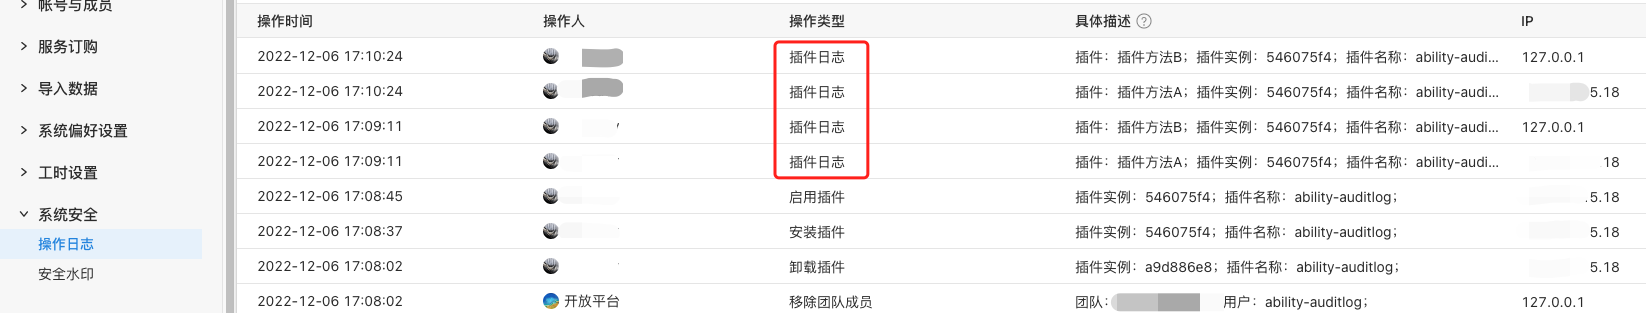 帐号与成员
服务订购
导入数据
系统偏好设置
工时设置
系统安全
操作日志
安全水印
操作时间 操作人 操作类型 具体描述 ? IP
2022-12-06 17:10:24 插件日志 插件：插件方法B；插件实例：546075f4；插件名称：ability-audi... 127.0.0.1
2022-12-06 17:10:24 插件日志 插件：插件方法A；插件实例：546075f4；插件名称：ability-audi... 5.18
2022-12-06 17:09:11 插件日志 插件：插件方法B；插件实例：546075f4；插件名称：ability-audi... 127.0.0.1
2022-12-06 17:09:11 插件日志 插件：插件方法A；插件实例：546075f4；插件名称：ability-audi... 18
2022-12-06 17:08:45 启用插件 插件实例：546075f4；插件名称：ability-auditlog； .5.18
2022-12-06 17:08:37 安装插件 插件实例：546075f4；插件名称：ability-auditlog； 5.18
2022-12-06 17:08:02 卸载插件 插件实例：a9d886e8；插件名称：ability-auditlog； 5.18
2022-12-06 17:08:02 开放平台 移除团队成员 团队： 用户：ability-auditlog； 127.0.0.1